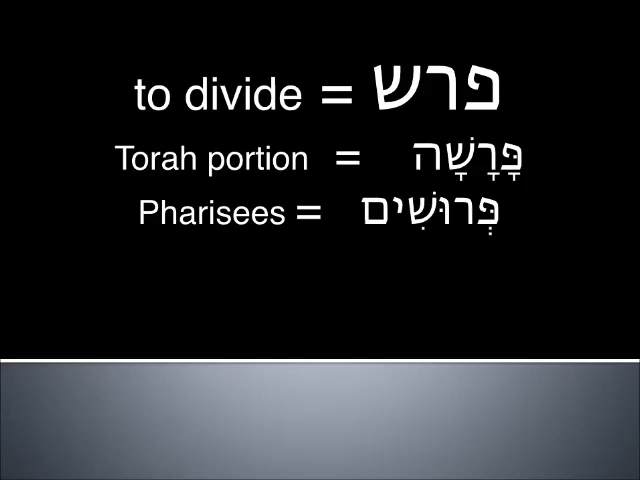 to divide = פרש
Torah portion = פָּרָשָׁה
Pharisees = פְּרוּשִׁים